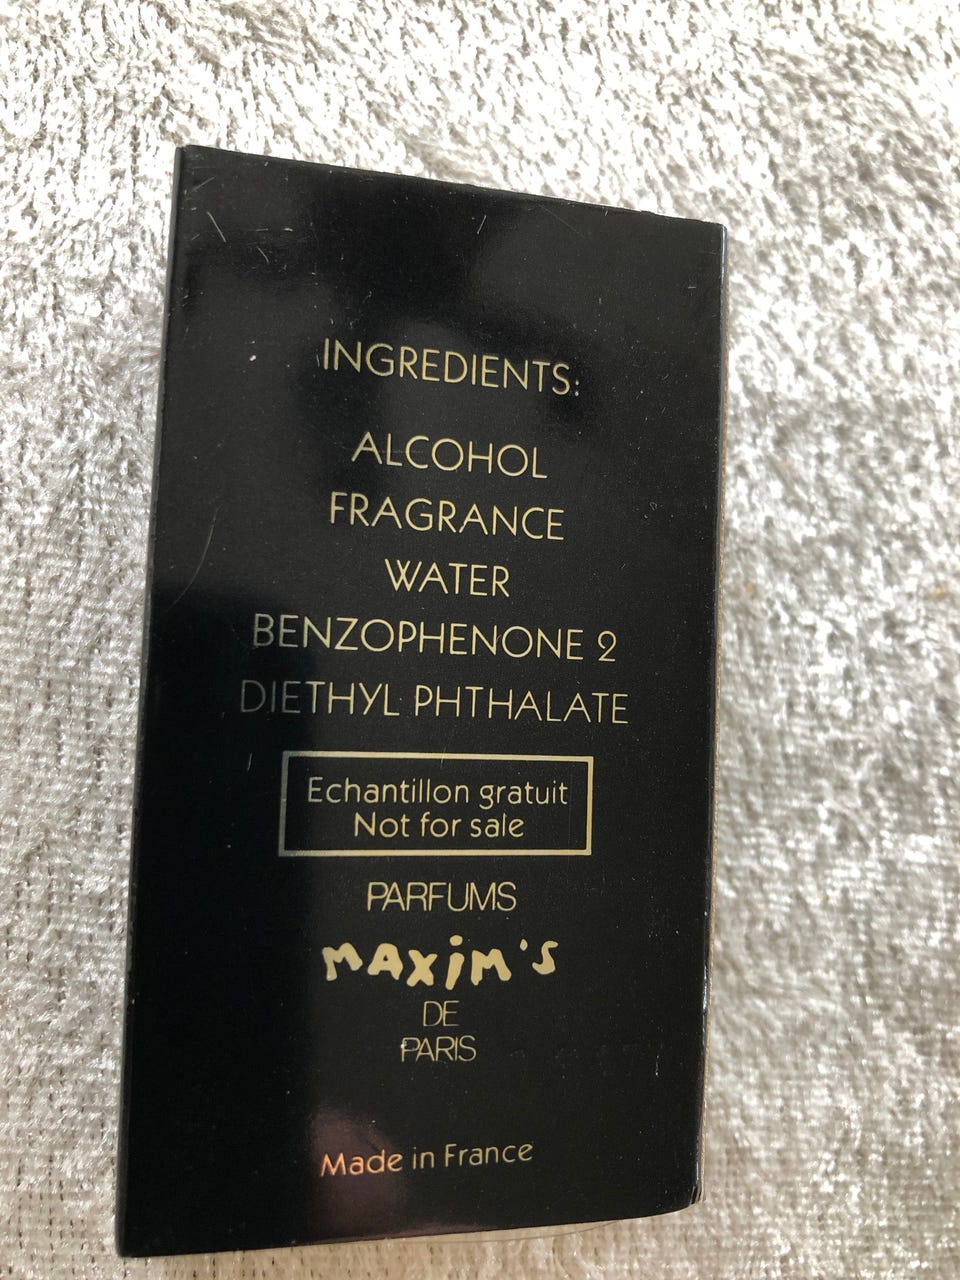 INGREDIENTS:
ALCOHOL
FRAGRANCE
WATER
BENZOPHENONE 2
DIETHYL PHTHALATE
Echantillon gratuit
Not for sale
PARFUMS
MAXiM'S
DE
PARIS
Made in France